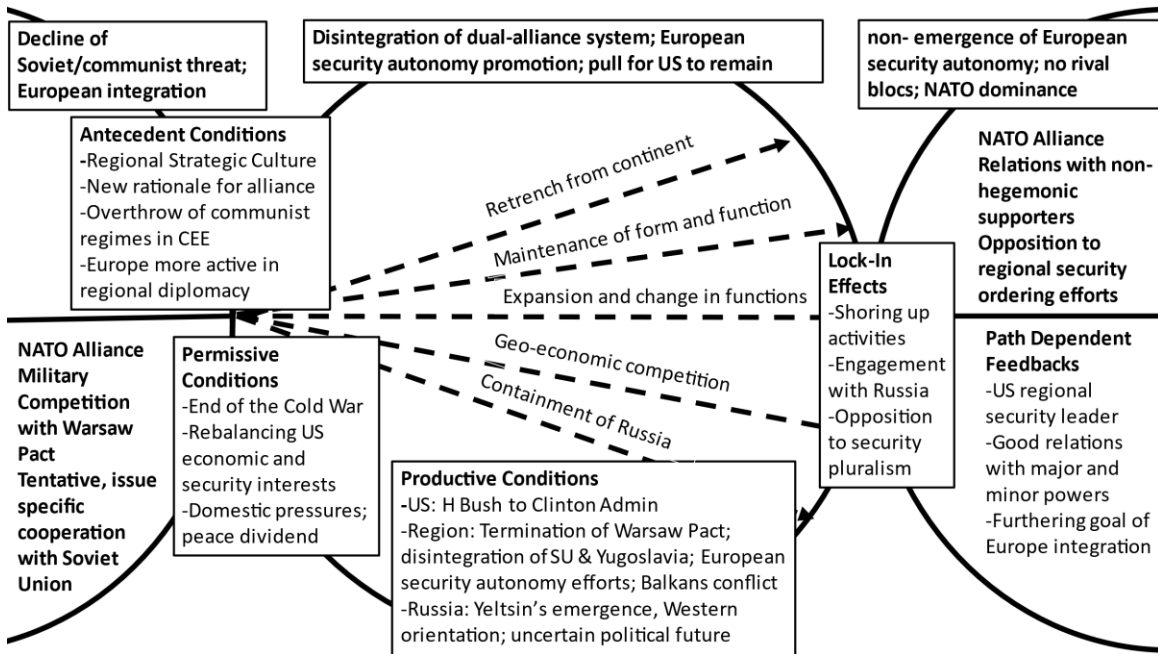 Decline of
Soviet/communist threat;
European integration
Disintegration of dual-alliance system; European
security autonomy promotion; pull for US to remain
non- emergence of European
security autonomy; no rival
blocs; NATO dominance
Antecedent Conditions
-Regional Strategic Culture
-New rationale for alliance
-Overthrow of communist
regimes in CEE
-Europe more active in
regional diplomacy
Retrench from continent
Maintenance of form and function
Expansion and change in functions
Geo-economic competition
Containment of Russia
NATO Alliance
Relations with non-
hegemonic
supporters
Opposition to
regional security
ordering efforts
Lock-In
Effects
-Shoring up
activities
-Engagement
with Russia
-Opposition
to security
pluralism
NATO Alliance
Military
Competition
with Warsaw
Pact
Tentative, issue
specific
cooperation
with Soviet
Union
Permissive
Conditions
-End of the Cold War
-Rebalancing US
economic and
security interests
-Domestic pressures;
peace dividend
Productive Conditions
-US: H Bush to Clinton Admin
-Region: Termination of Warsaw Pact;
disintegration of SU & Yugoslavia; European
security autonomy efforts; Balkans conflict
-Russia: Yeltsin’s emergence, Western
orientation; uncertain political future
Path Dependent
Feedbacks
-US regional
security leader
-Good relations
with major and
minor powers
-Furthering goal of
Europe integration